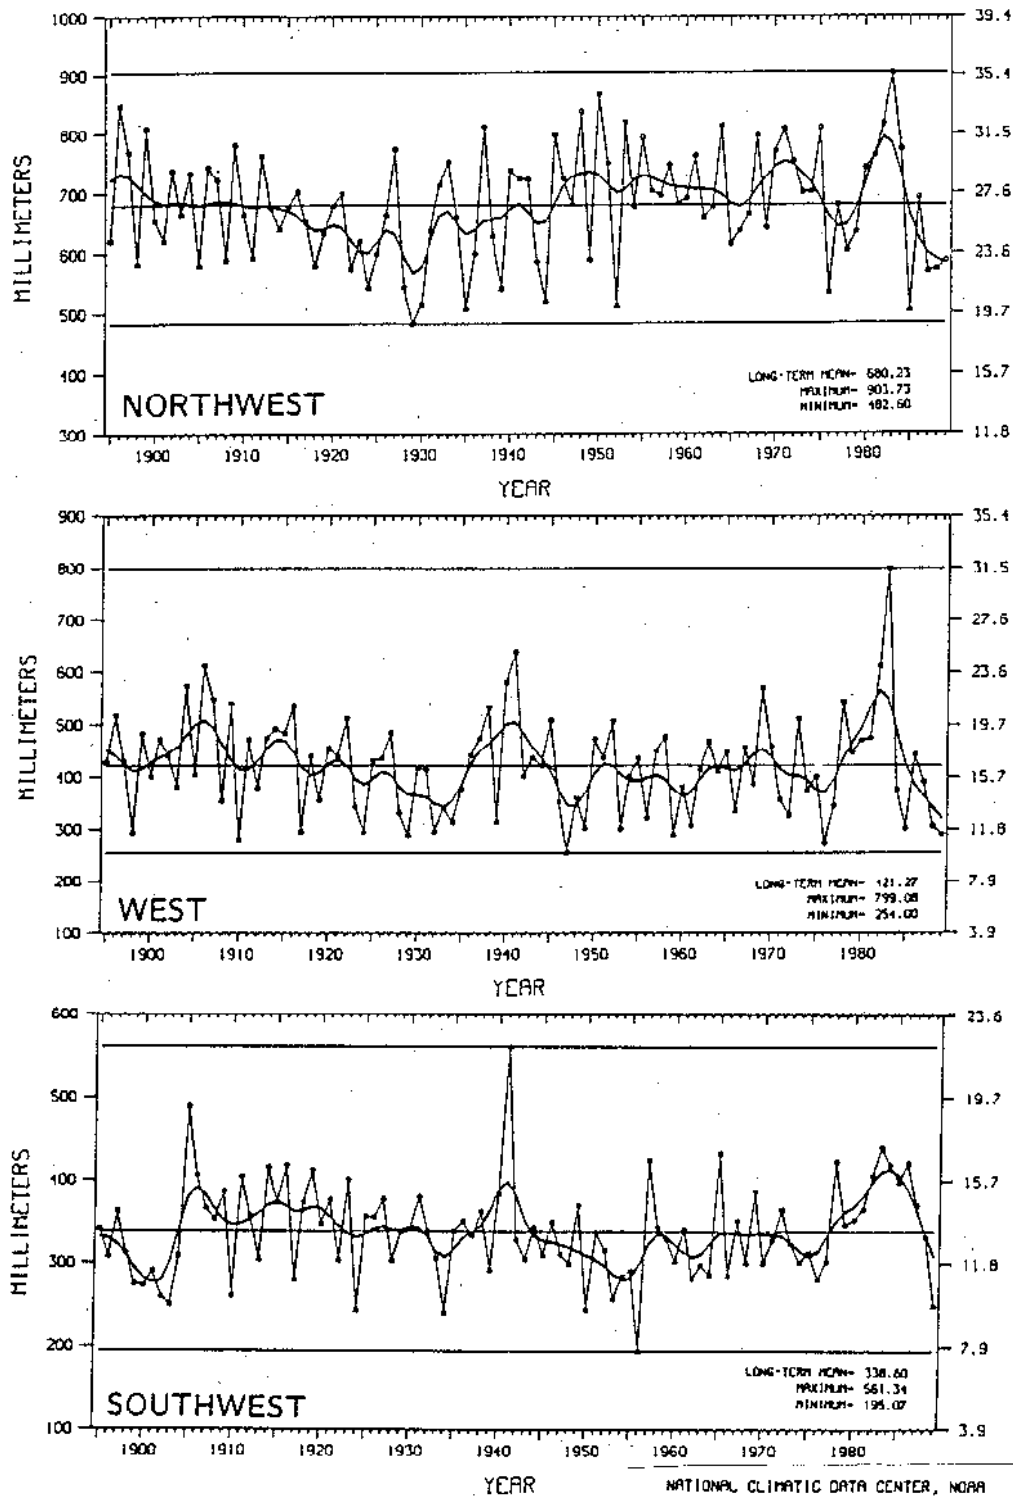 1000 39.4
900 35.4
800 31.5
700 27.6
600 23.6
500 19.7
400 15.7
300 11.8
MILLIMETERS
LONG-TERM MEAN= 680.23
MAXIMUM= 903.73
MINIMUM= 482.60
NORTHWEST
1900 1910 1920 1930 1940 1950 1960 1970 1980
YEAR
900 35.4
800 31.5
700 27.6
600 23.6
500 19.7
400 15.7
300 11.8
200 7.9
100 3.9
MILLIMETERS
LONG-TERM MEAN= 421.27
MAXIMUM= 799.08
MINIMUM= 254.00
WEST
1900 1910 1920 1930 1940 1950 1960 1970 1980
YEAR
600 23.6
500 19.7
400 15.7
300 11.8
200 7.9
100 3.9
MILLIMETERS
LONG-TERM MEAN= 338.60
MAXIMUM= 561.34
MINIMUM= 195.07
SOUTHWEST
1900 1910 1920 1930 1940 1950 1960 1970 1980
YEAR
NATIONAL CLIMATIC DATA CENTER, NOAA